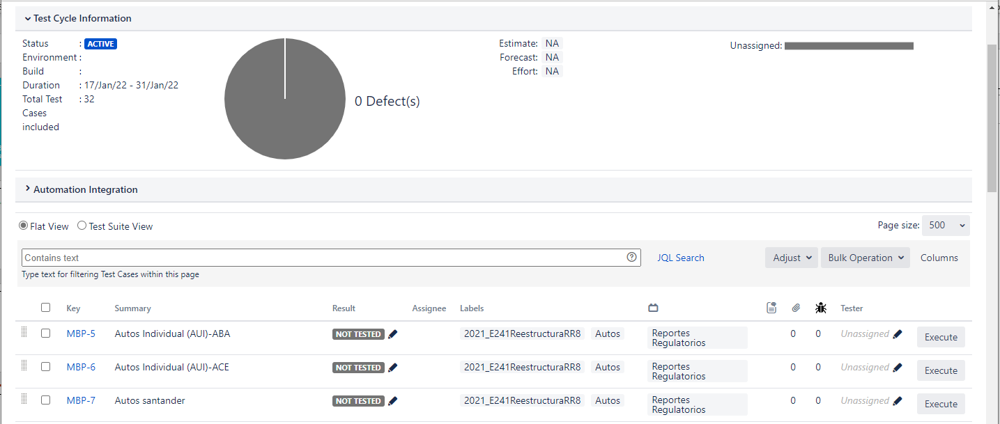 Test Cycle Information
Status : ACTIVE
Environment :
Build :
Duration : 17/Jan/22 - 31/Jan/22
Total Test : 32
Cases
included
0 Defect(s)
Estimate: NA
Forecast: NA
Effort: NA
Unassigned:
Automation Integration
Flat View Test Suite View
Page size: 500
Contains text
JQL Search
Adjust
Bulk Operation
Columns
Type text for filtering Test Cases within this page
Key Summary Result Assignee Labels Tester
MBP-5 Autos Individual (AUI)-ABA NOT TESTED 2021_E241ReestructuraRR8 Autos Reportes 0 0 Unassigned Execute
Regulatorios
MBP-6 Autos Individual (AUI)-ACE NOT TESTED 2021_E241ReestructuraRR8 Autos Reportes 0 0 Unassigned Execute
Regulatorios
MBP-7 Autos santander NOT TESTED 2021_E241ReestructuraRR8 Autos Reportes 0 0 Unassigned Execute
Regulatorios